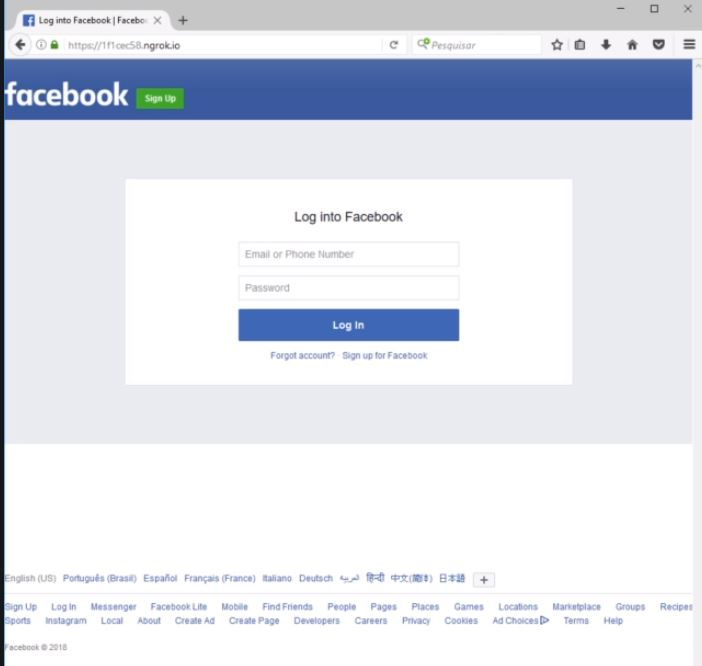 Log into Facebook | Faceboo
https://1f1cec58.ngrok.io
Pesquisar
facebook
Sign Up
Log into Facebook
Email or Phone Number
Password
Log In
Forgot account? · Sign up for Facebook
English (US) Português (Brasil) Español Français (France) Italiano Deutsch العربية हिन्दी 中文(简体) 日本語
Sign Up Log In Messenger Facebook Lite Mobile Find Friends People Pages Places Games Locations Marketplace Groups Recipes
Sports Instagram Local About Create Ad Create Page Developers Careers Privacy Cookies Ad Choices Terms Help
Facebook © 2018